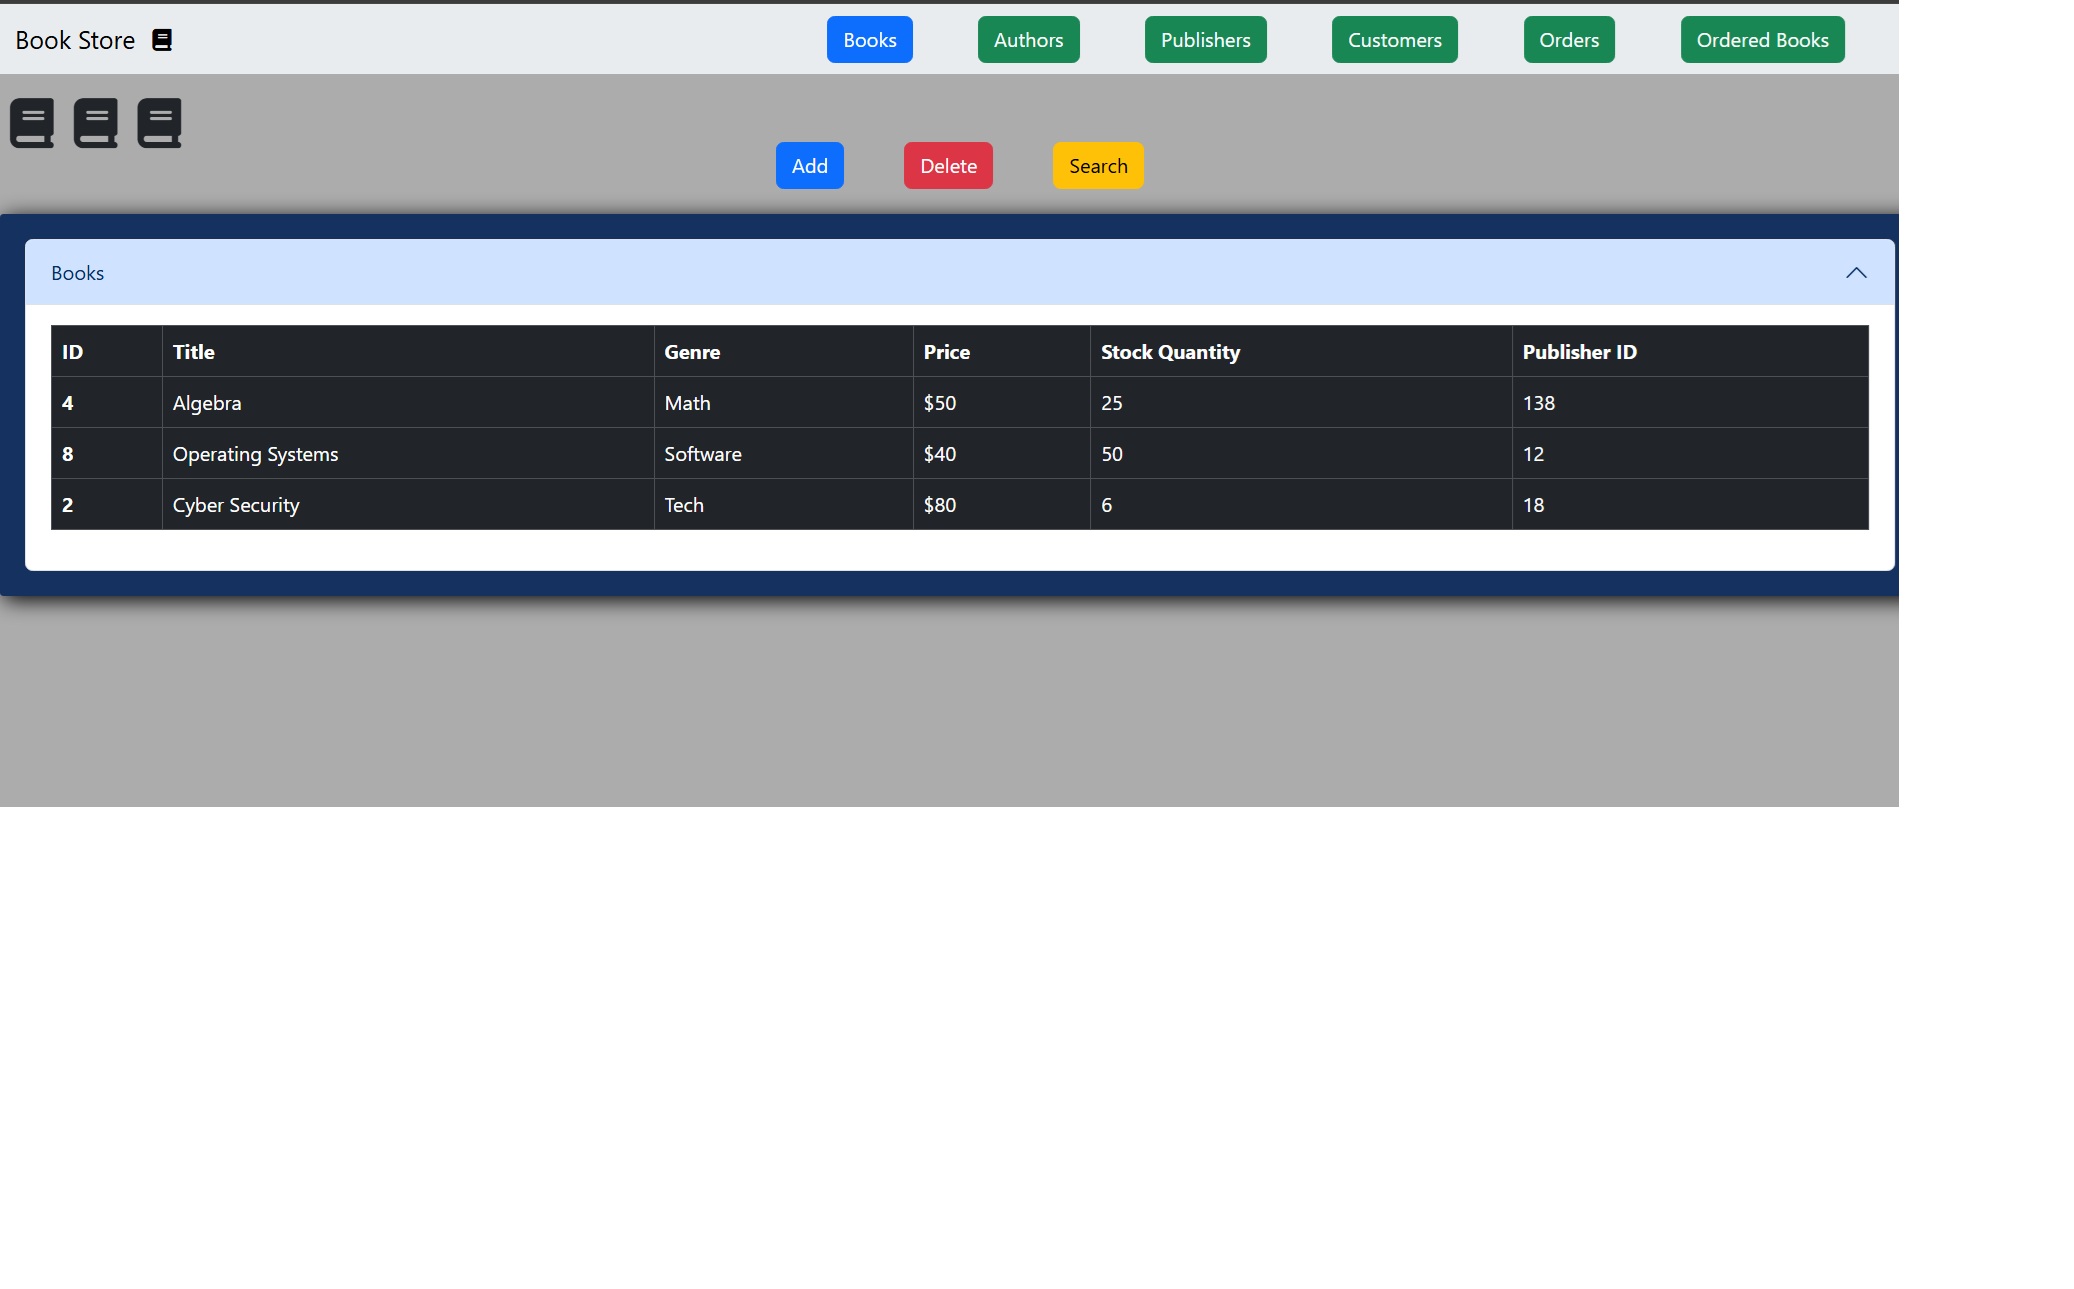 Book Store Books Authors Publishers Customers Orders Ordered Books
Add Delete Search
Books
ID Title Genre Price Stock Quantity Publisher ID
4 Algebra Math $50 25 138
8 Operating Systems Software $40 50 12
2 Cyber Security Tech $80 6 18